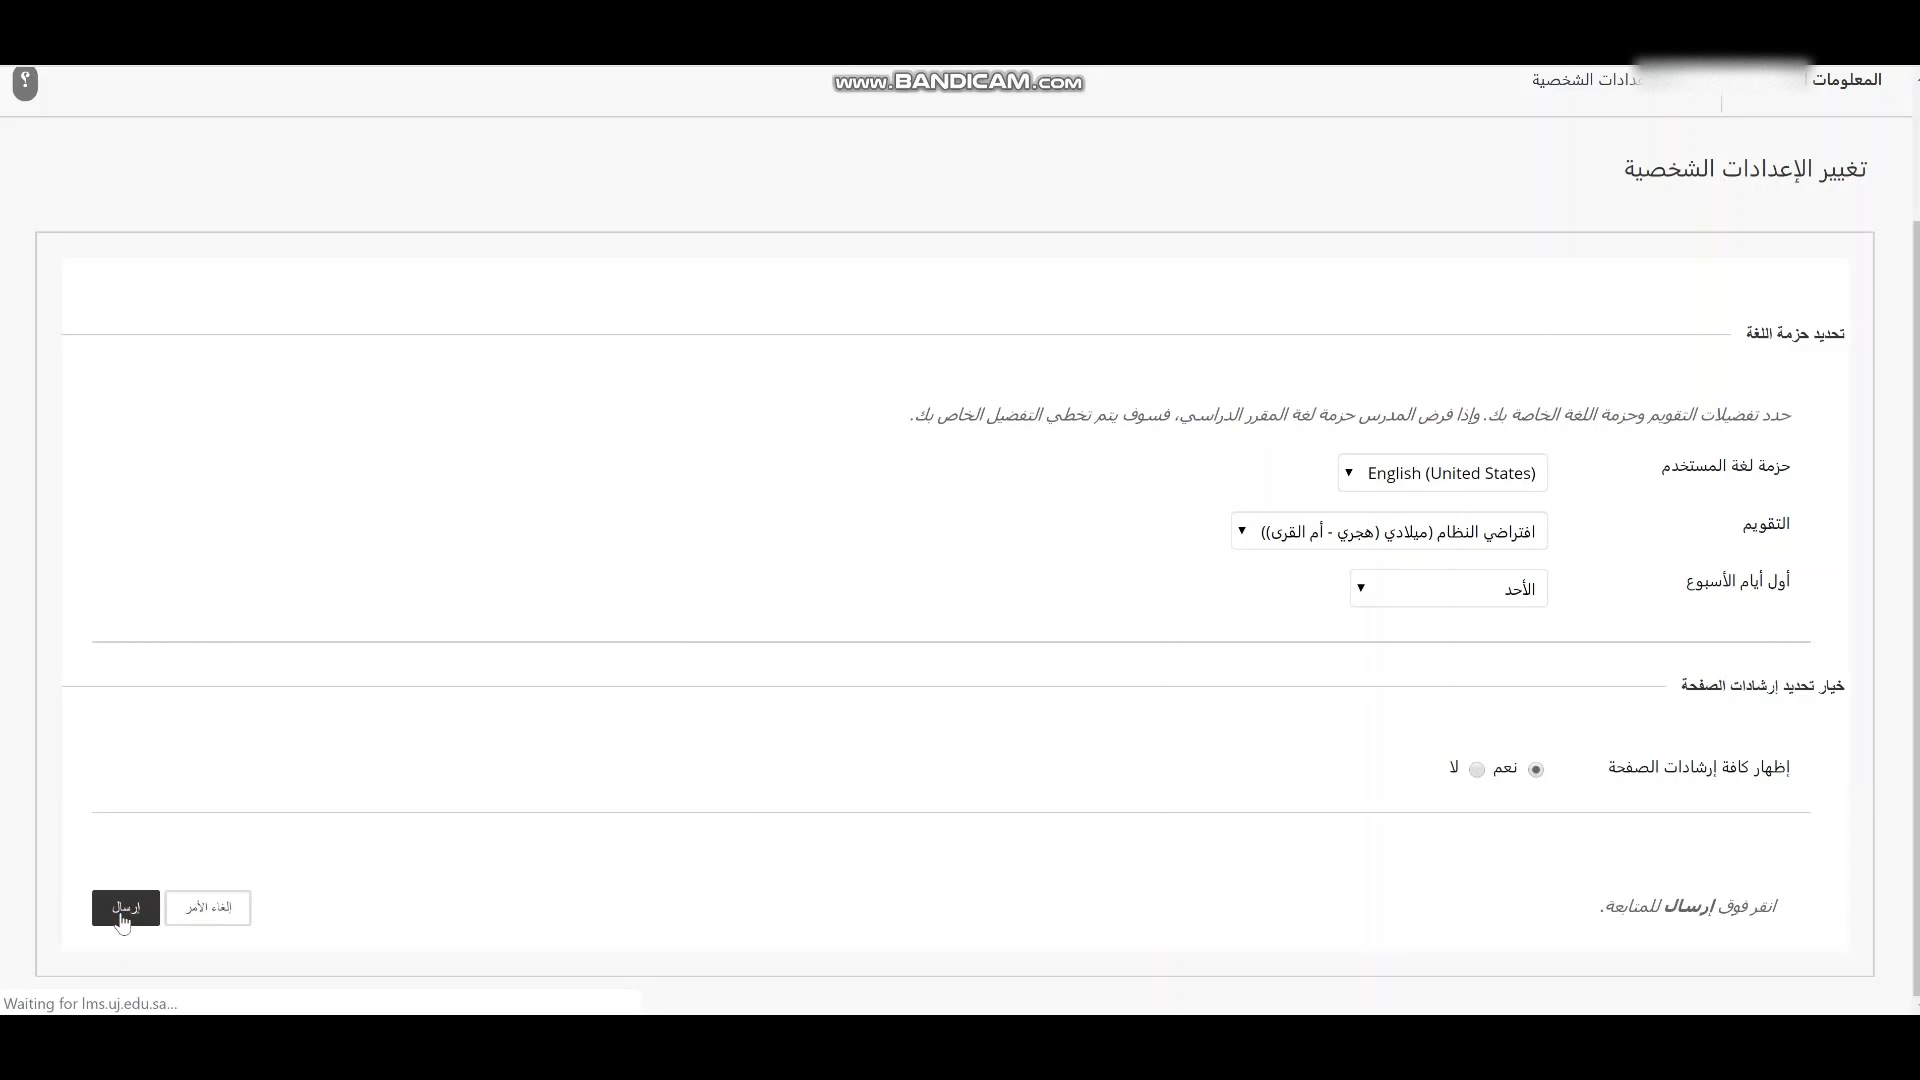 ؟
www.BANDICAM.com
المعلومات
الشخصية
تغيير الإعدادات الشخصية
تحديد حزمة اللغة
حدد تفضيلات التقويم وحزمة اللغة الخاصة بك. وإذا فرض المدرس حزمة لغة المقرر الدراسي، فسوف يتم تخطي التفضيل الخاص بك.
حزمة لغة المستخدم English (United States)
التقويم افتراضي النظام (ميلادي (هجري - أم القرى))
أول أيام الأسبوع الأحد
خيار تحديد إرشادات الصفحة
إظهار كافة إرشادات الصفحة نعم لا
انقر فوق إرسال للمتابعة.
إلغاء الأمر إرسال
Waiting for lms.uj.edu.sa...